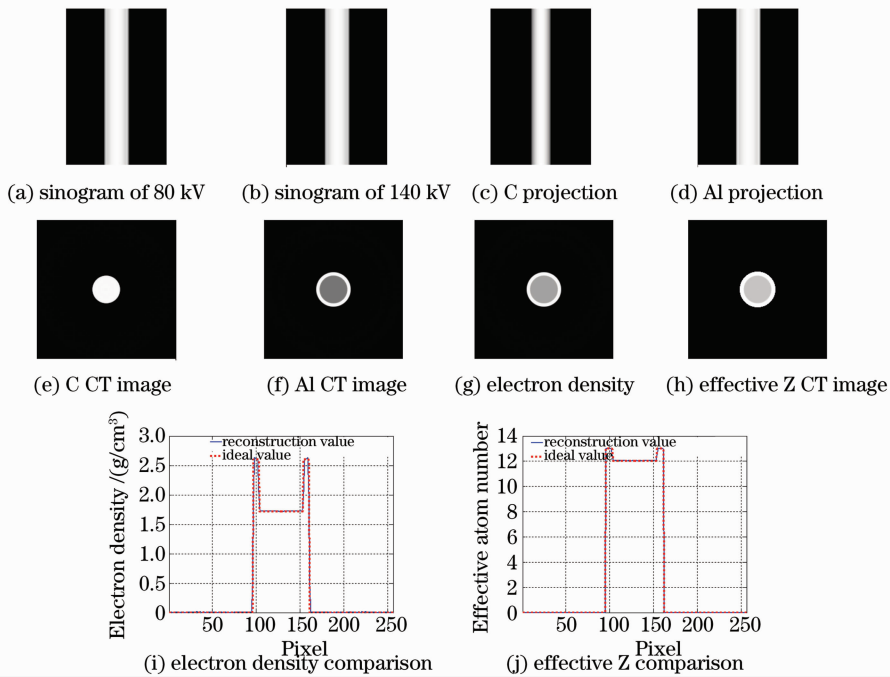 (a) sinogram of 80 kV
(b) sinogram of 140 kV
(c) C projection
(d) Al projection
(e) C CT image
(f) Al CT image
(g) electron density
(h) effective Z CT image
Electron density /(g/cm³)
3.0
2.5
2.0
1.5
1.0
0.5
0
reconstruction value
ideal value
50 100 150 200 250
Pixel
(i) electron density comparison
Effective atom number
14
12
10
8
6
4
2
0
reconstruction value
ideal value
50 100 150 200 250
Pixel
(j) effective Z comparison